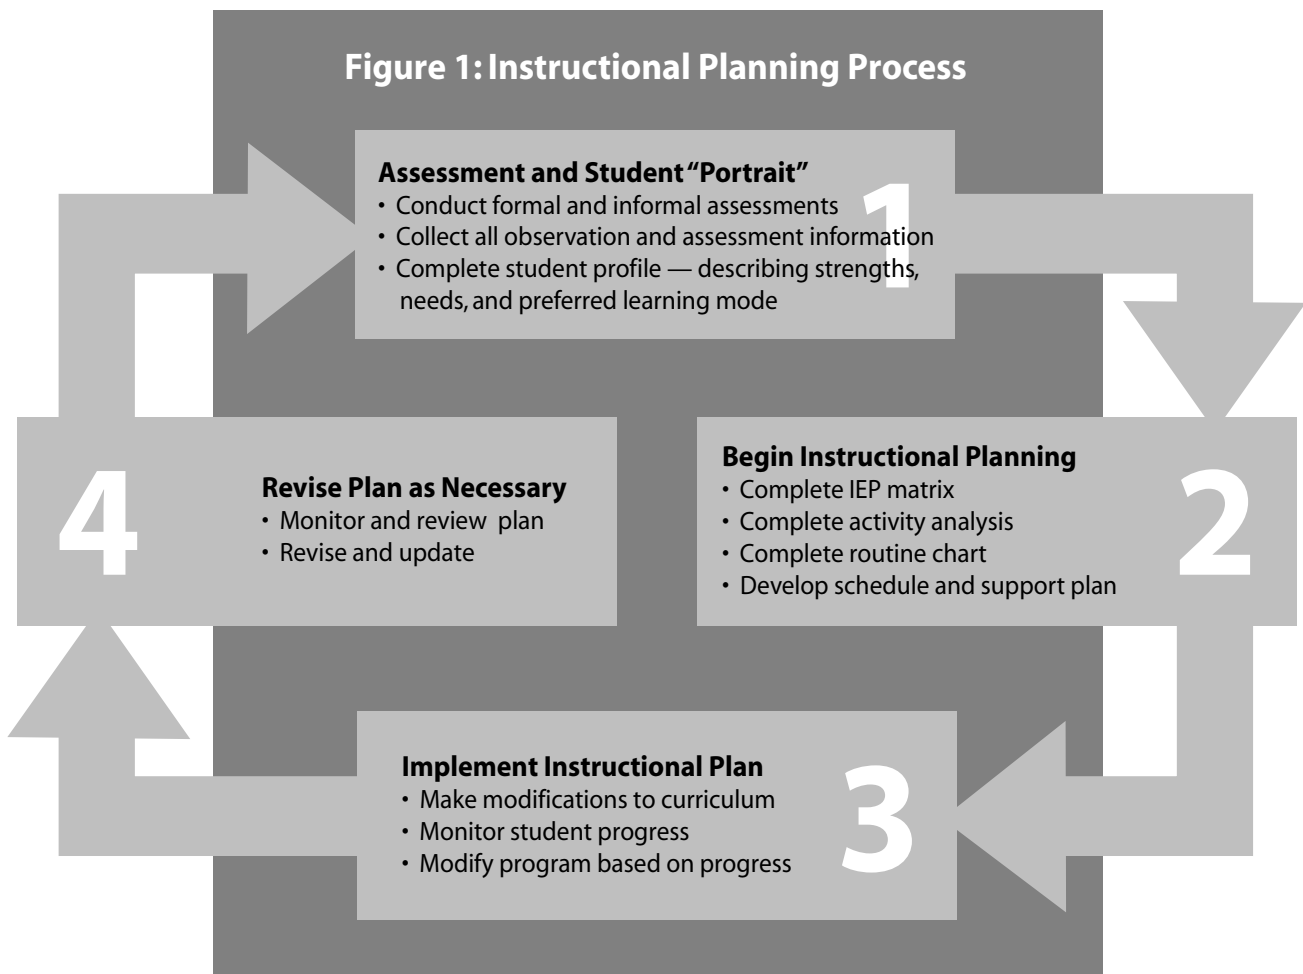 Figure 1: Instructional Planning Process
Assessment and Student “Portrait”
• Conduct formal and informal assessments
• Collect all observation and assessment information
• Complete student profile — describing strengths,
needs, and preferred learning mode
1
Begin Instructional Planning
• Complete IEP matrix
• Complete activity analysis
• Complete routine chart
• Develop schedule and support plan
2
Implement Instructional Plan
• Make modifications to curriculum
• Monitor student progress
• Modify program based on progress
3
4
Revise Plan as Necessary
• Monitor and review plan
• Revise and update